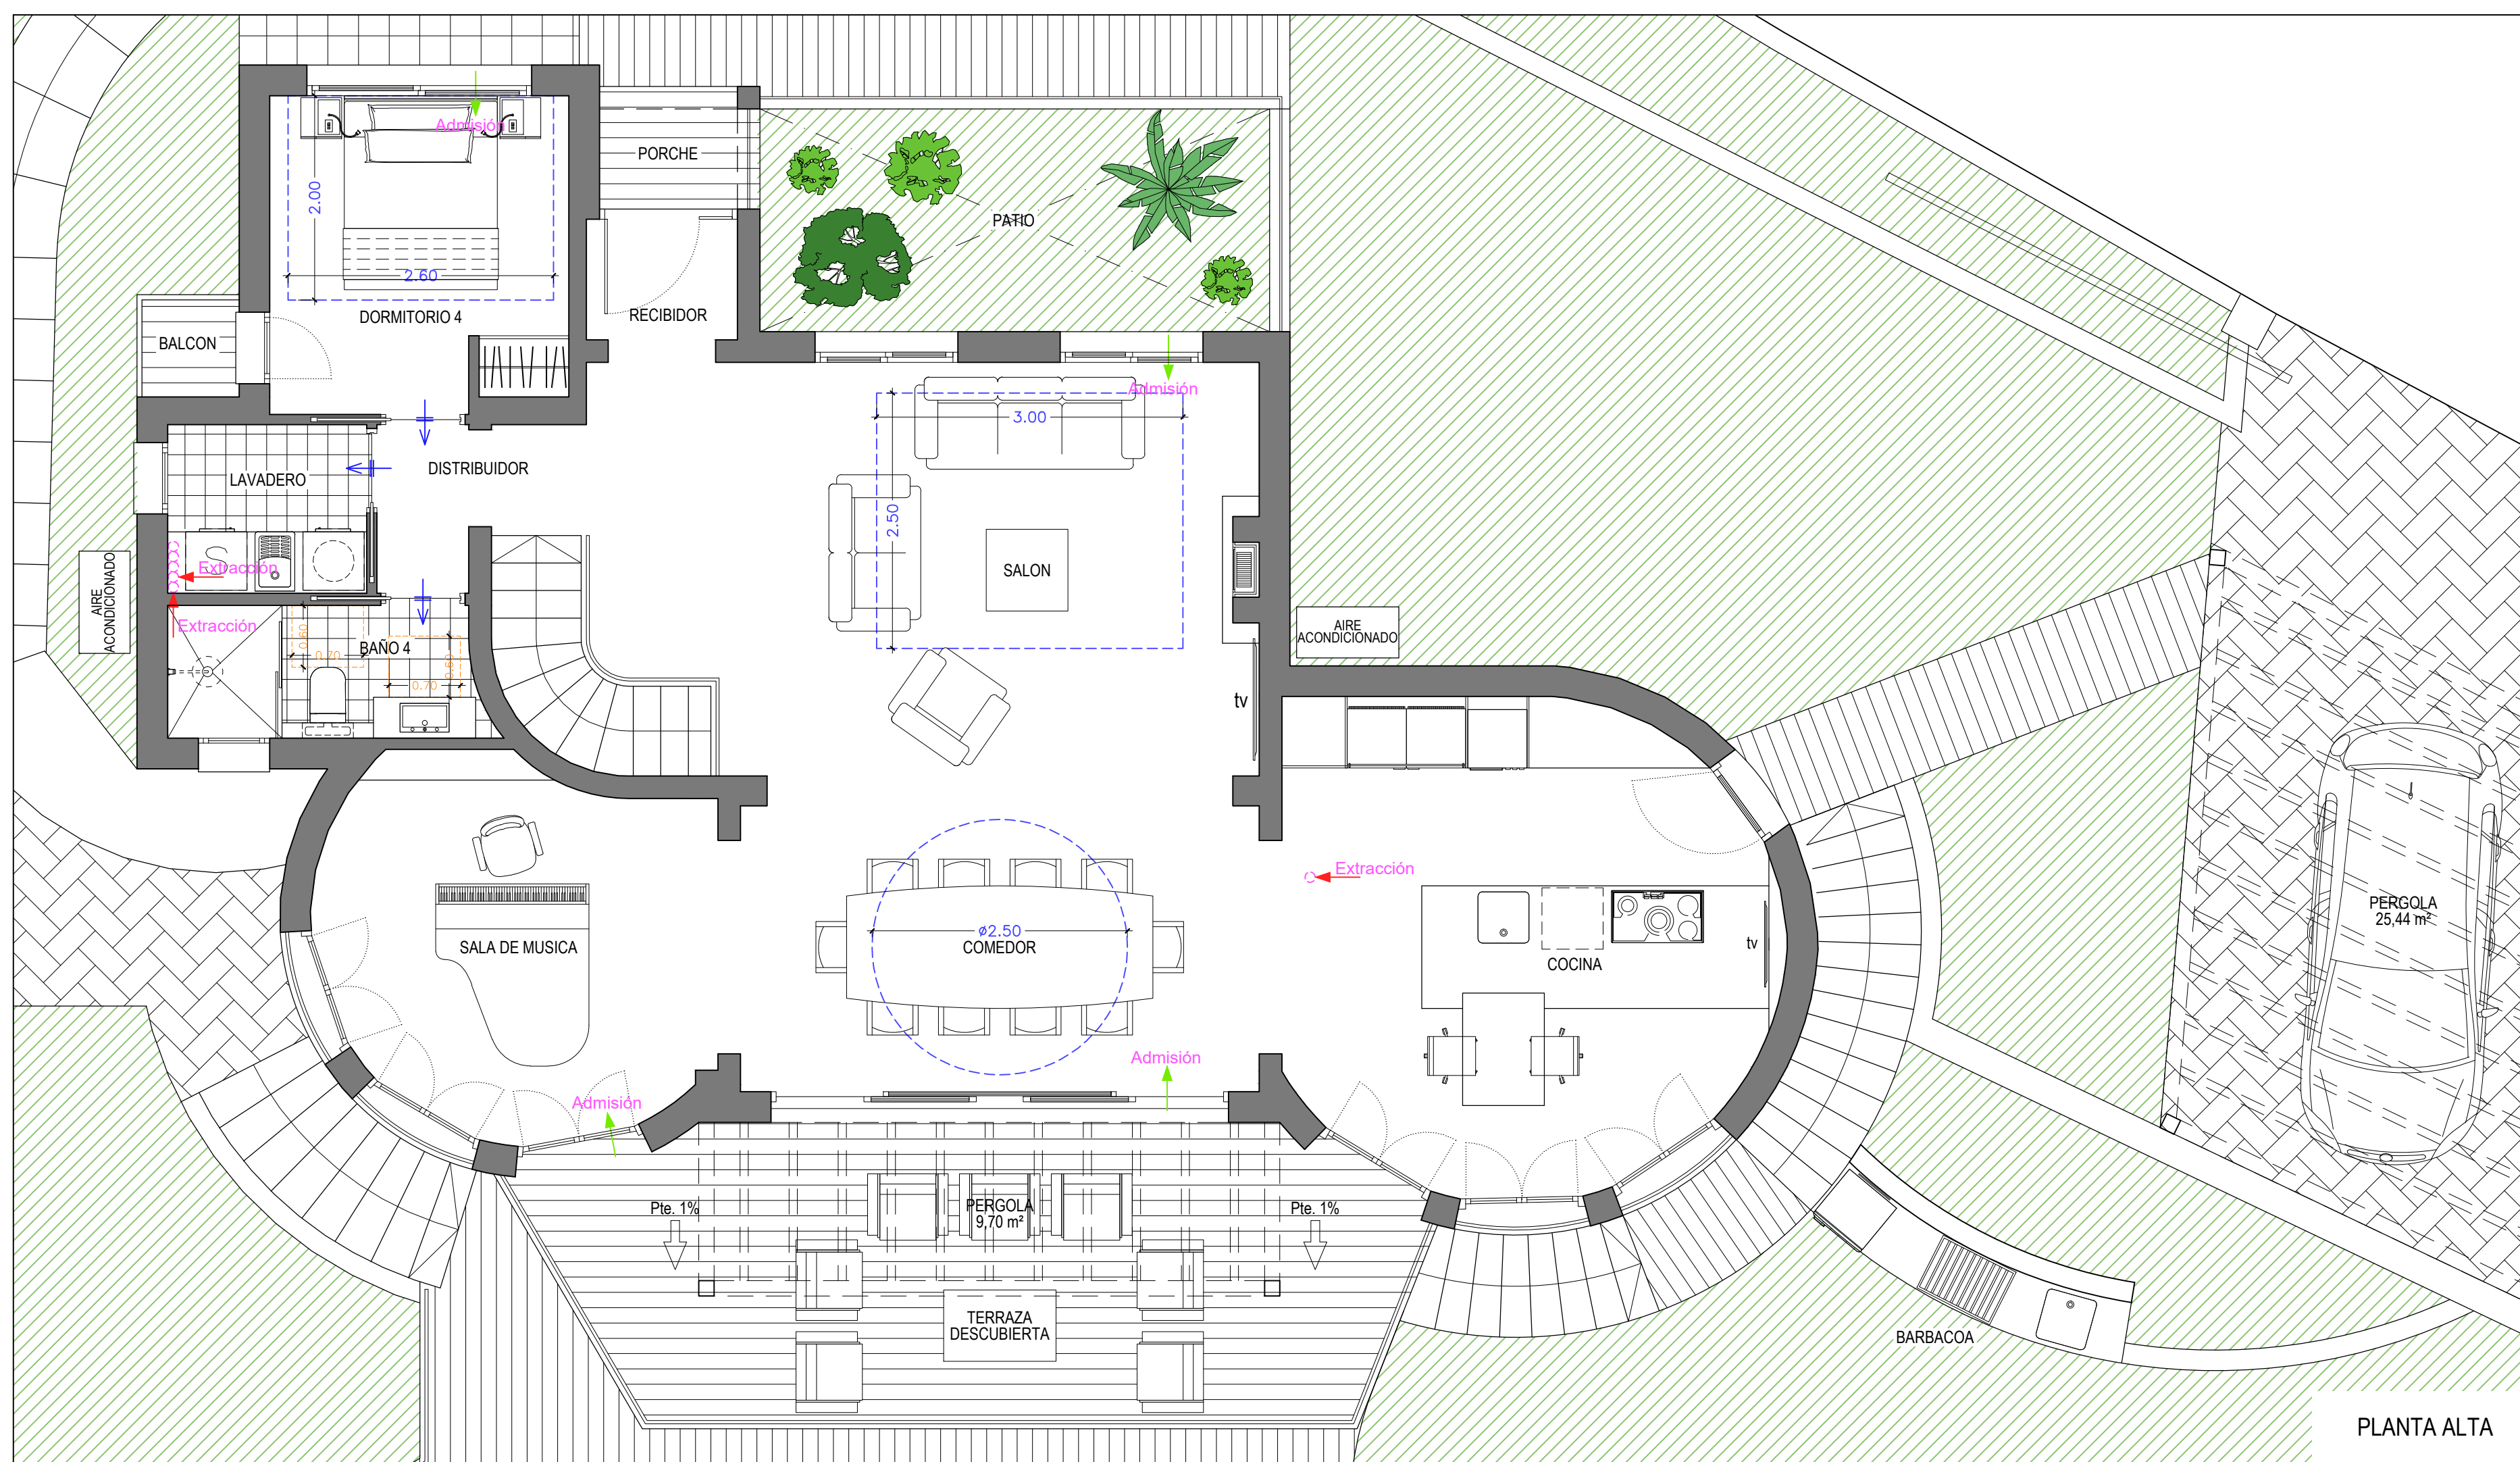 Admisión
PORCHE
2.00
PATIO
2.60
DORMITORIO 4
RECIBIDOR
BALCON
Admisión
3.00
DISTRIBUIDOR
LAVADERO
2.50
AIRE
ACONDICIONADO
Extracción
SALON
Extracción
AIRE
ACONDICIONADO
0.60
BAÑO 4
0.70
0.60
0.70
tv
Extracción
PERGOLA
25,44 m²
ø2.50
SALA DE MUSICA
COMEDOR
tv
COCINA
Admisión
Admisión
Pte. 1%
PERGOLA
9,70 m²
Pte. 1%
TERRAZA
DESCUBIERTA
BARBACOA
PLANTA ALTA